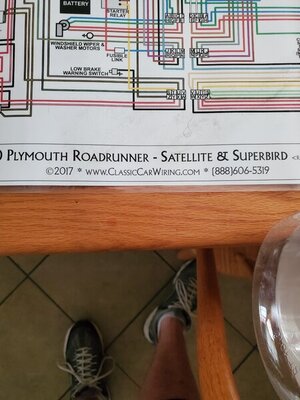 BATTERY
STARTER
RELAY
WINDSHIELD WIPER &
WASHER MOTORS
FUSIBLE
LINK
LOW BRAKE
WARNING SWITCH
PLYMOUTH ROADRUNNER - SATELLITE & SUPERBIRD
©2017 * WWW.CLASSICCARWIRING.COM * (888)606-5319